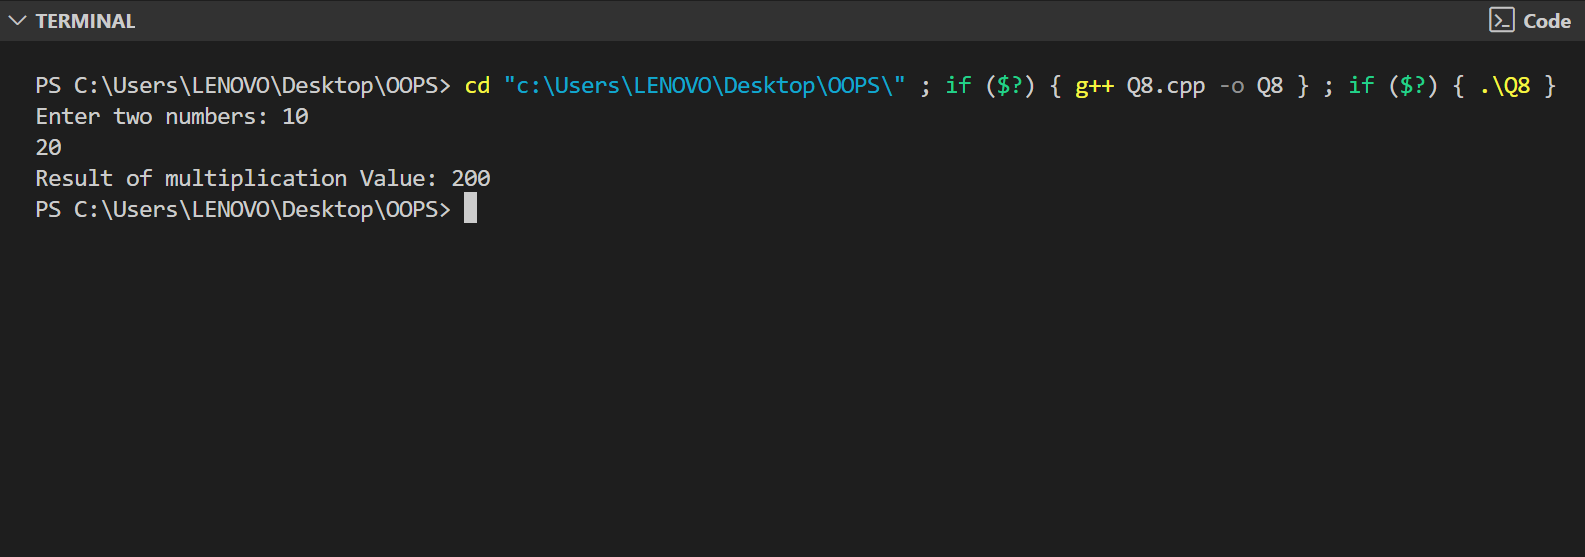 TERMINAL
Code
PS C:\Users\LENOVO\Desktop\OOPS> cd "c:\Users\LENOVO\Desktop\OOPS\" ; if ($?) { g++ Q8.cpp -o Q8 } ; if ($?) { .\Q8 }
Enter two numbers: 10
20
Result of multiplication Value: 200
PS C:\Users\LENOVO\Desktop\OOPS>